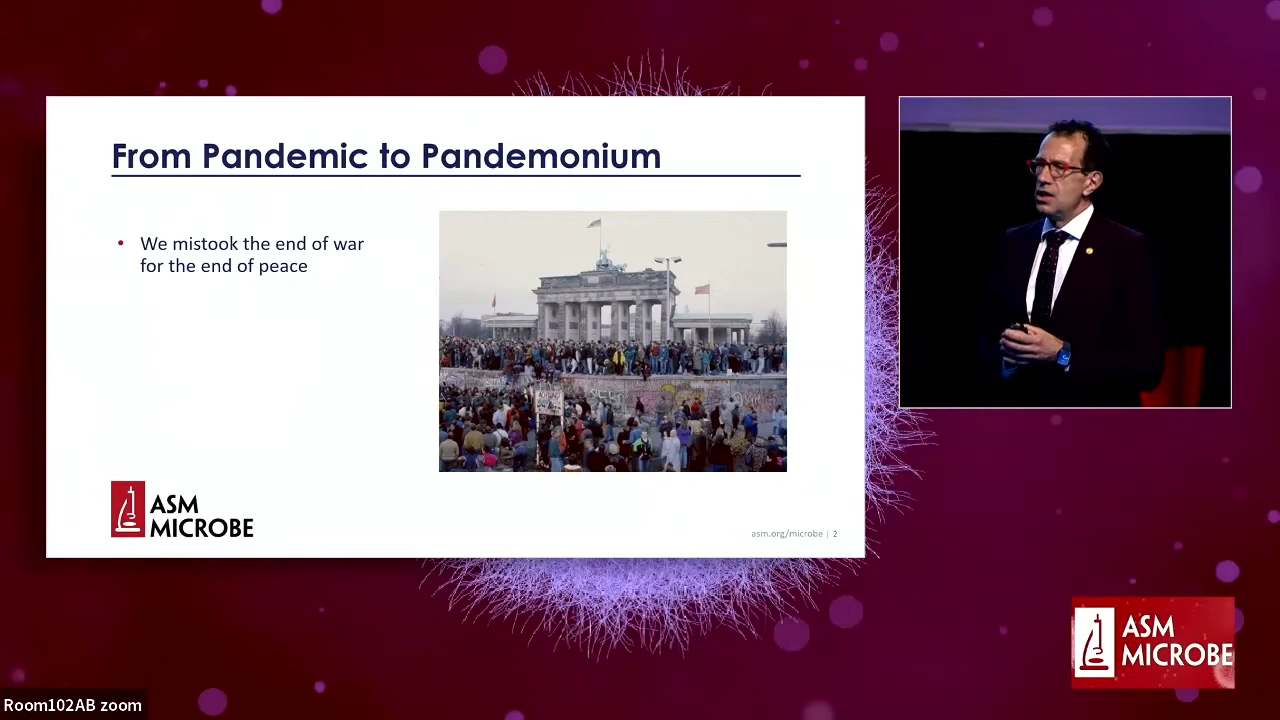 From Pandemic to Pandemonium
• We mistook the end of war
for the end of peace
ASM
MICROBE
asm.org/microbe | 2
ASM
MICROBE
Room102AB zoom